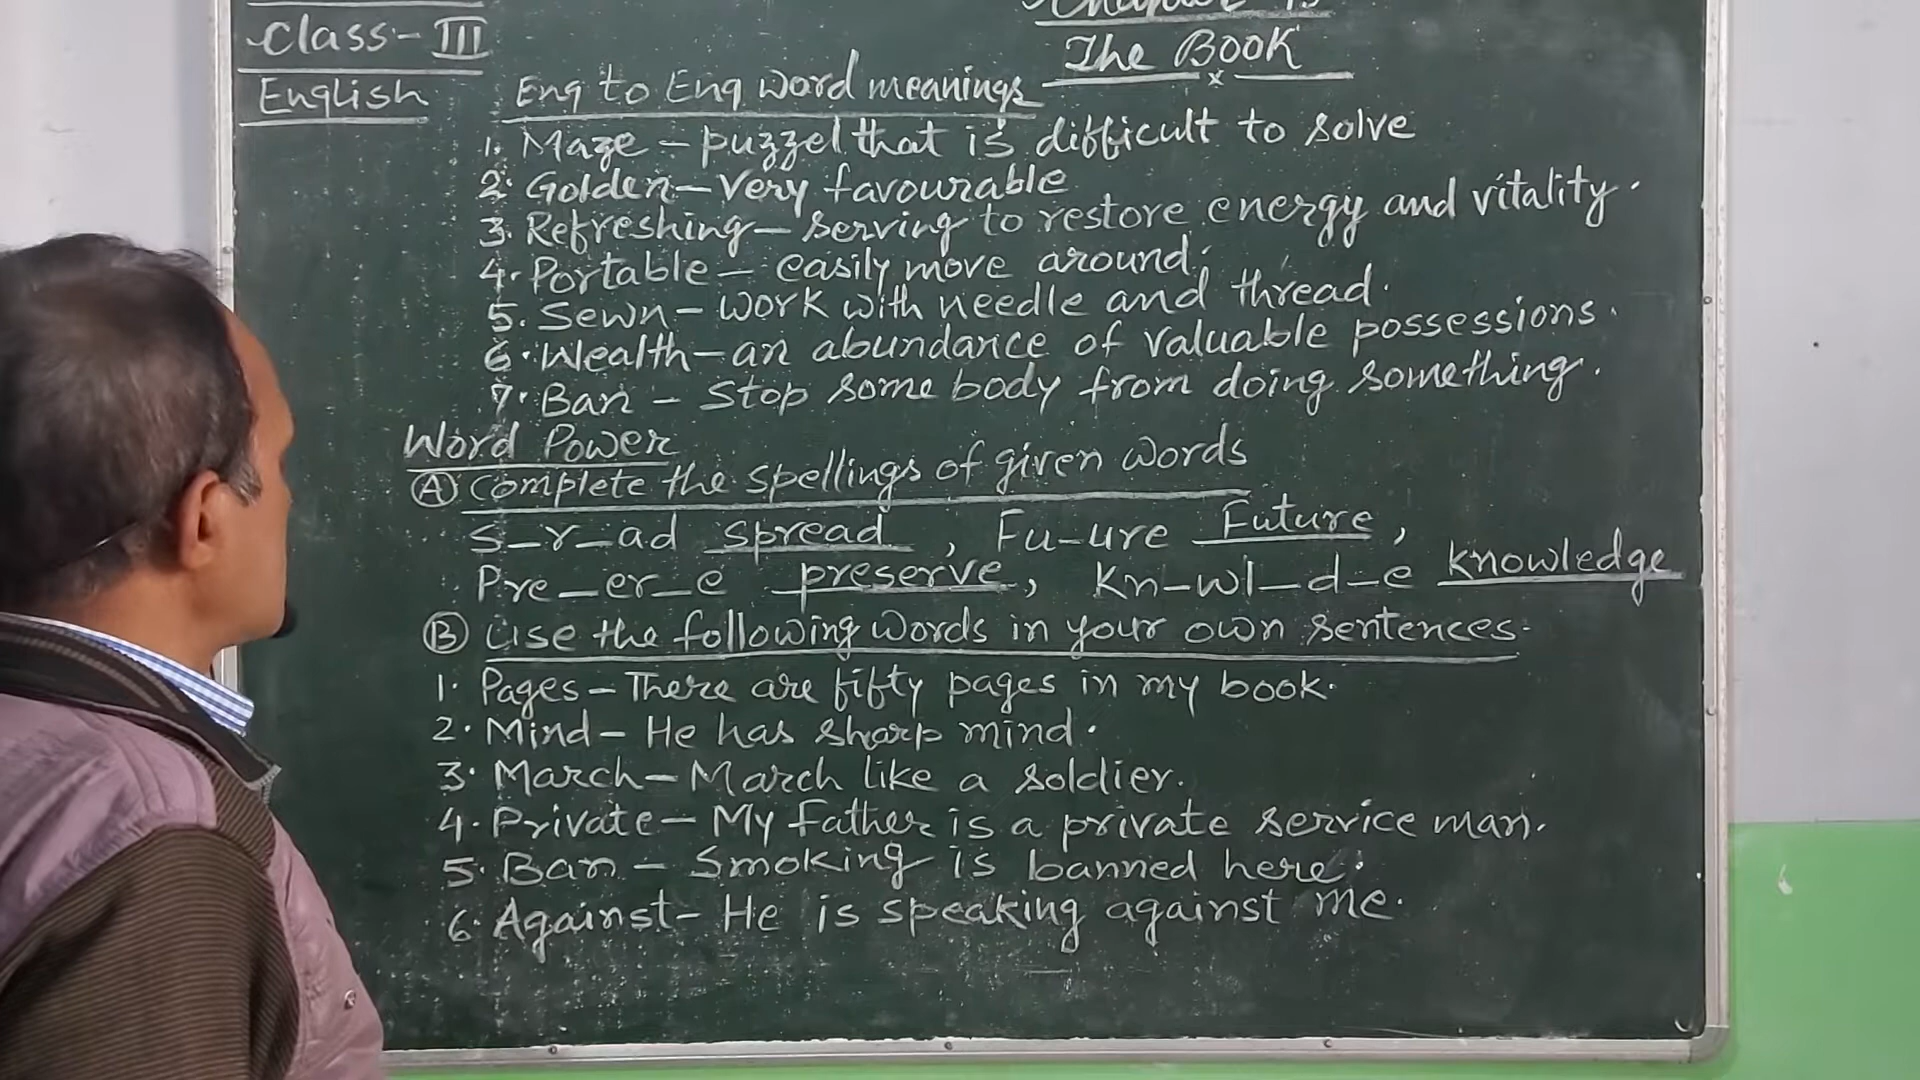 Class-III
Chapter
The Book
English
Eng to Eng word meanings
1. Maze - puzzel that is difficult to solve
2. Golden - Very favourable
3. Refreshing - serving to restore energy and vitality.
4. Portable - easily move around.
5. Sewn - work with needle and thread.
6. Wealth - an abundance of valuable possessions.
7. Ban - Stop some body from doing something.
Word Power
(A) Complete the spellings of given words
S_r_ad spread, Fu_ure Future,
Pre_er_e preserve, Kn_wl_d_e knowledge
(B) Use the following words in your own sentences.
1. Pages - There are fifty pages in my book.
2. Mind - He has sharp mind.
3. March - March like a soldier.
4. Private - My Father is a private service man.
5. Ban - Smoking is banned here.
6. Against - He is speaking against me.